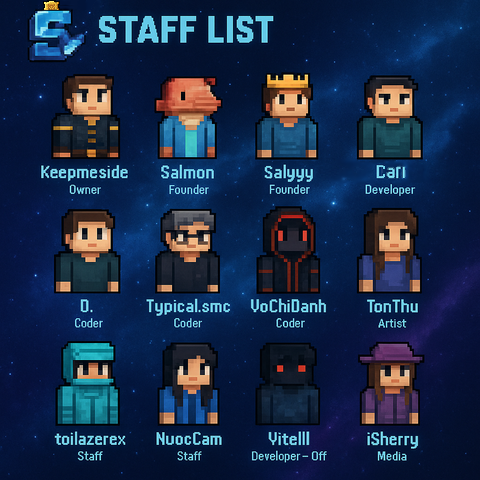 STAFF LIST
Keepmeside Salmon Salyyy Cari
Owner Founder Founder Developer
D. Typical.smc VoChiDanh TonThu
Coder Coder Coder Artist
toilazerex NuocCam Yitelll iSherry
Staff Staff Developer – Off Media